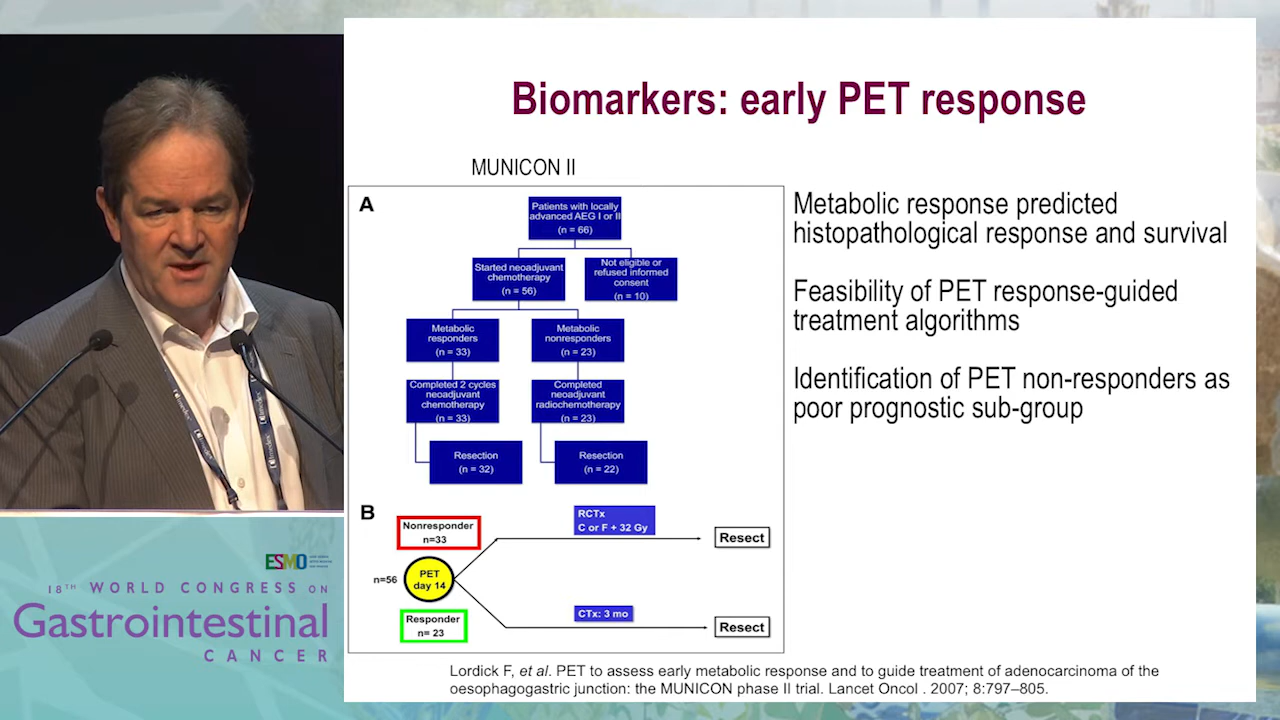 Biomarkers: early PET response
MUNICON II
A
Patients with locally
advanced AEG I or II
(n = 66)
Started neoadjuvant
chemotherapy
(n = 56)
Not eligible or
refused informed
consent
(n = 10)
Metabolic
responders
(n = 33)
Metabolic
nonresponders
(n = 23)
Completed 2 cycles
neoadjuvant
chemotherapy
(n = 33)
Completed
neoadjuvant
radiochemotherapy
(n = 23)
Resection
(n = 32)
Resection
(n = 22)
B
Nonresponder
n=33
RCTx
C or F + 32 Gy
Resect
n=56
PET
day 14
Responder
n= 23
CTx: 3 mo
Resect
Metabolic response predicted
histopathological response and survival
Feasibility of PET response-guided
treatment algorithms
Identification of PET non-responders as
poor prognostic sub-group
Lordick F, et al. PET to assess early metabolic response and to guide treatment of adenocarcinoma of the
oesophagogastric junction: the MUNICON phase II trial. Lancet Oncol . 2007; 8:797–805.
imedex
ESMO
18TH WORLD CONGRESS ON
Gastrointestinal
CANCER